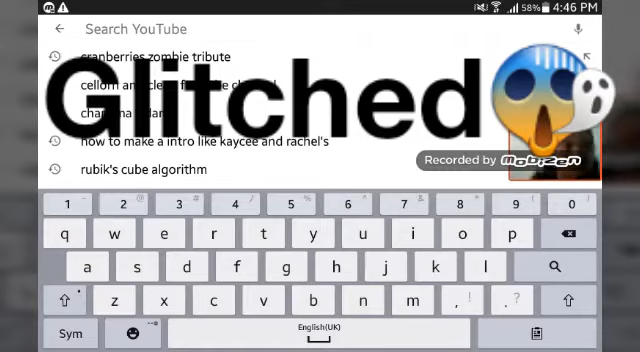 58% 4:46 PM
Search YouTube
cranberries zombie tribute
Glitched
how to make a intro like kaycee and rachel's
Recorded by Mobizen
rubik's cube algorithm
1 2 3 4 5 6 7 8 9 0
q w e r t y u i o p
a s d f g h j k l
z x c v b n m , ! . ?
Sym English(UK)